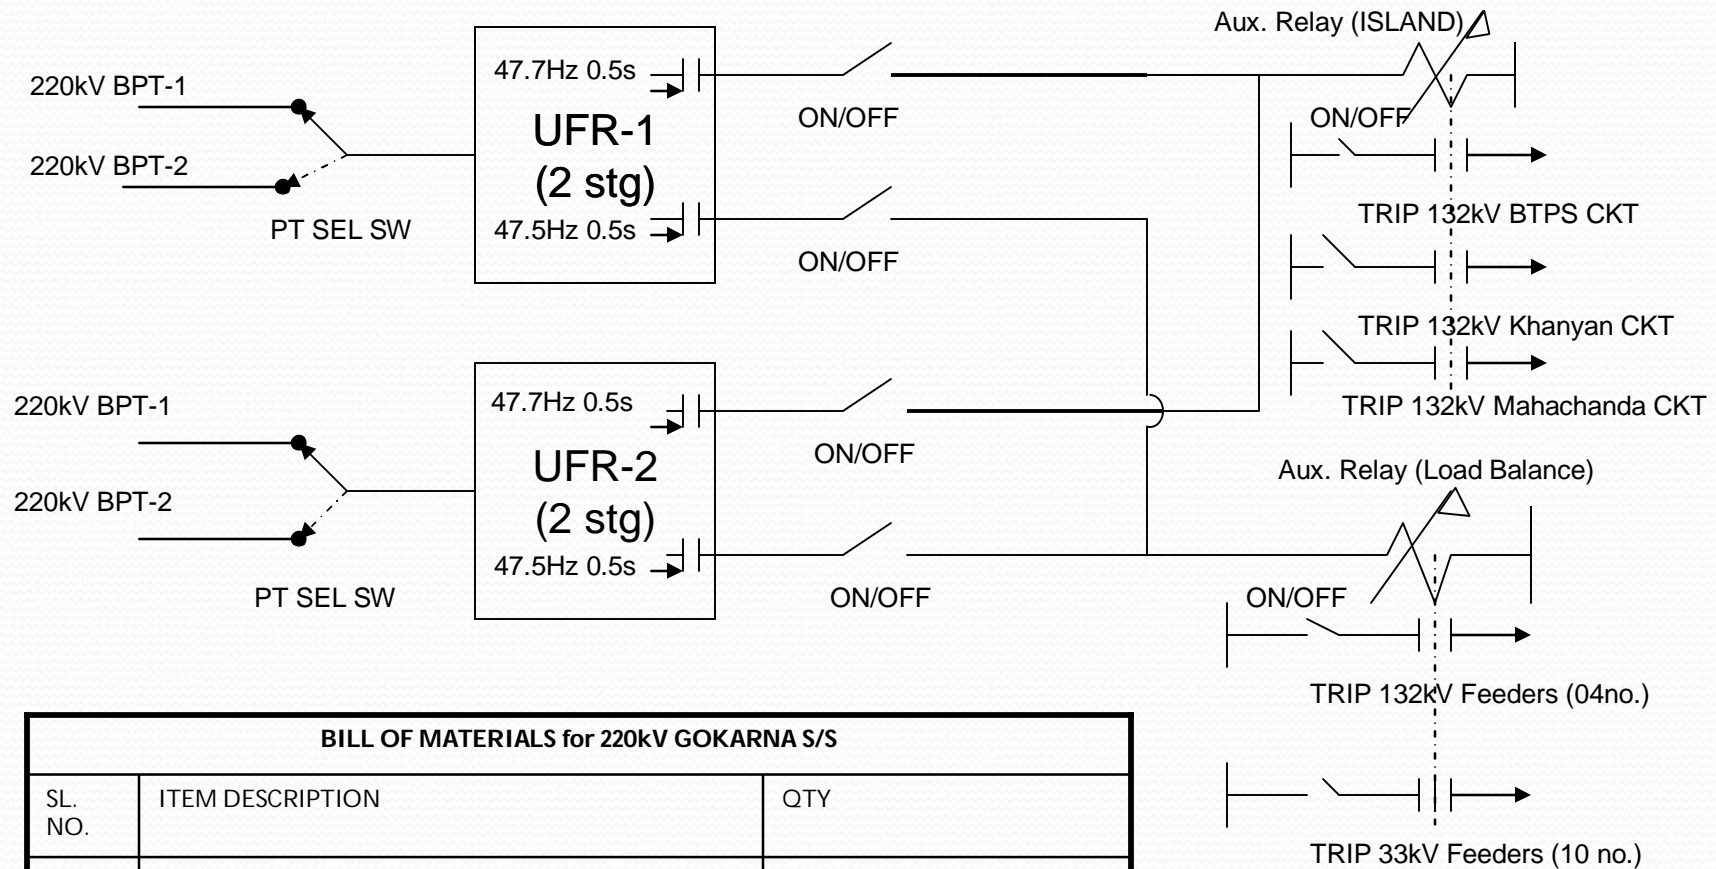 Aux. Relay (ISLAND)
220kV BPT-1
47.7Hz 0.5s
ON/OFF
ON/OFF
UFR-1
(2 stg)
220kV BPT-2
TRIP 132kV BTPS CKT
PT SEL SW
47.5Hz 0.5s
ON/OFF
TRIP 132kV Khanyan CKT
220kV BPT-1
47.7Hz 0.5s
TRIP 132kV Mahachanda CKT
ON/OFF
UFR-2
(2 stg)
Aux. Relay (Load Balance)
220kV BPT-2
47.5Hz 0.5s
PT SEL SW
ON/OFF
ON/OFF
TRIP 132kV Feeders (04no.)
BILL OF MATERIALS for 220kV GOKARNA S/S
SL. NO.
ITEM DESCRIPTION
QTY
TRIP 33kV Feeders (10 no.)